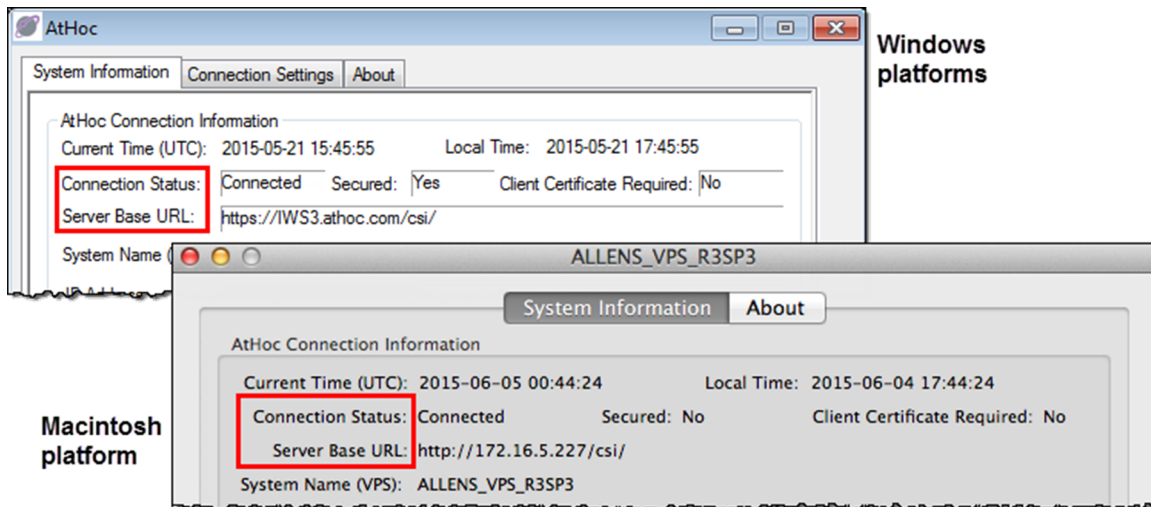 AtHoc
Windows
platforms
System Information Connection Settings About
AtHoc Connection Information
Current Time (UTC): 2015-05-21 15:45:55 Local Time: 2015-05-21 17:45:55
Connection Status: Connected Secured: Yes Client Certificate Required: No
Server Base URL: https://IWS3.athoc.com/csi/
System Name (
ALLENS_VPS_R3SP3
System Information About
AtHoc Connection Information
Current Time (UTC): 2015-06-05 00:44:24 Local Time: 2015-06-04 17:44:24
Connection Status: Connected Secured: No Client Certificate Required: No
Server Base URL: http://172.16.5.227/csi/
System Name (VPS): ALLENS_VPS_R3SP3
Macintosh
platform